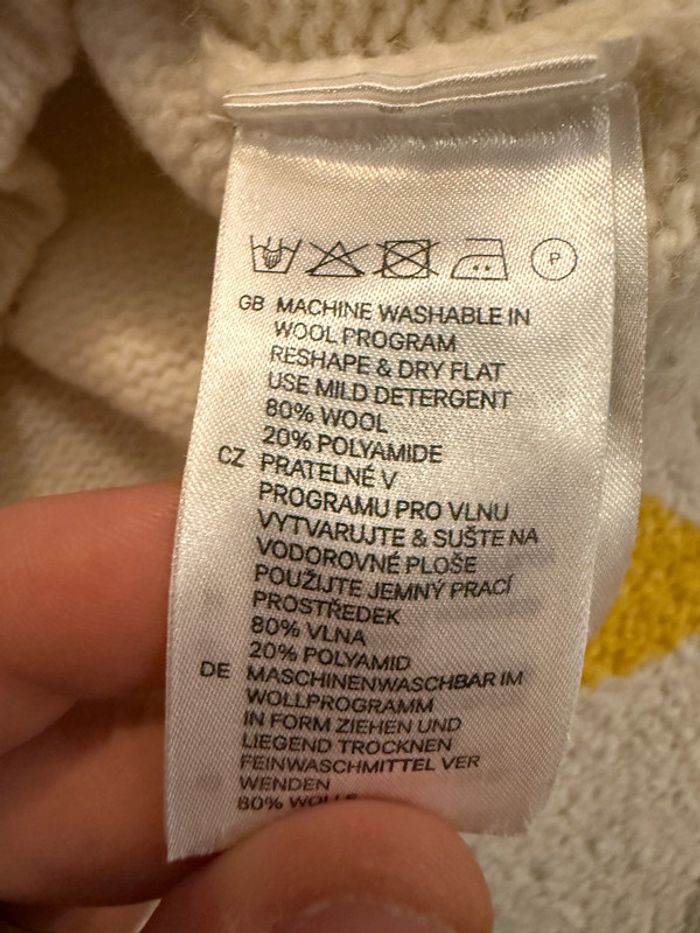 P
GB MACHINE WASHABLE IN
WOOL PROGRAM
RESHAPE & DRY FLAT
USE MILD DETERGENT
80% WOOL
20% POLYAMIDE
CZ PRATELNÉ V
PROGRAMU PRO VLNU
VYTVARUJTE & SUŠTE NA
VODOROVNÉ PLOŠE
POUŽIJTE JEMNÝ PRACÍ
PROSTŘEDEK
80% VLNA
20% POLYAMID
DE MASCHINENWASCHBAR IM
WOLLPROGRAMM
IN FORM ZIEHEN UND
LIEGEND TROCKNEN
FEINWASCHMITTEL VER
WENDEN
80% WOLLE